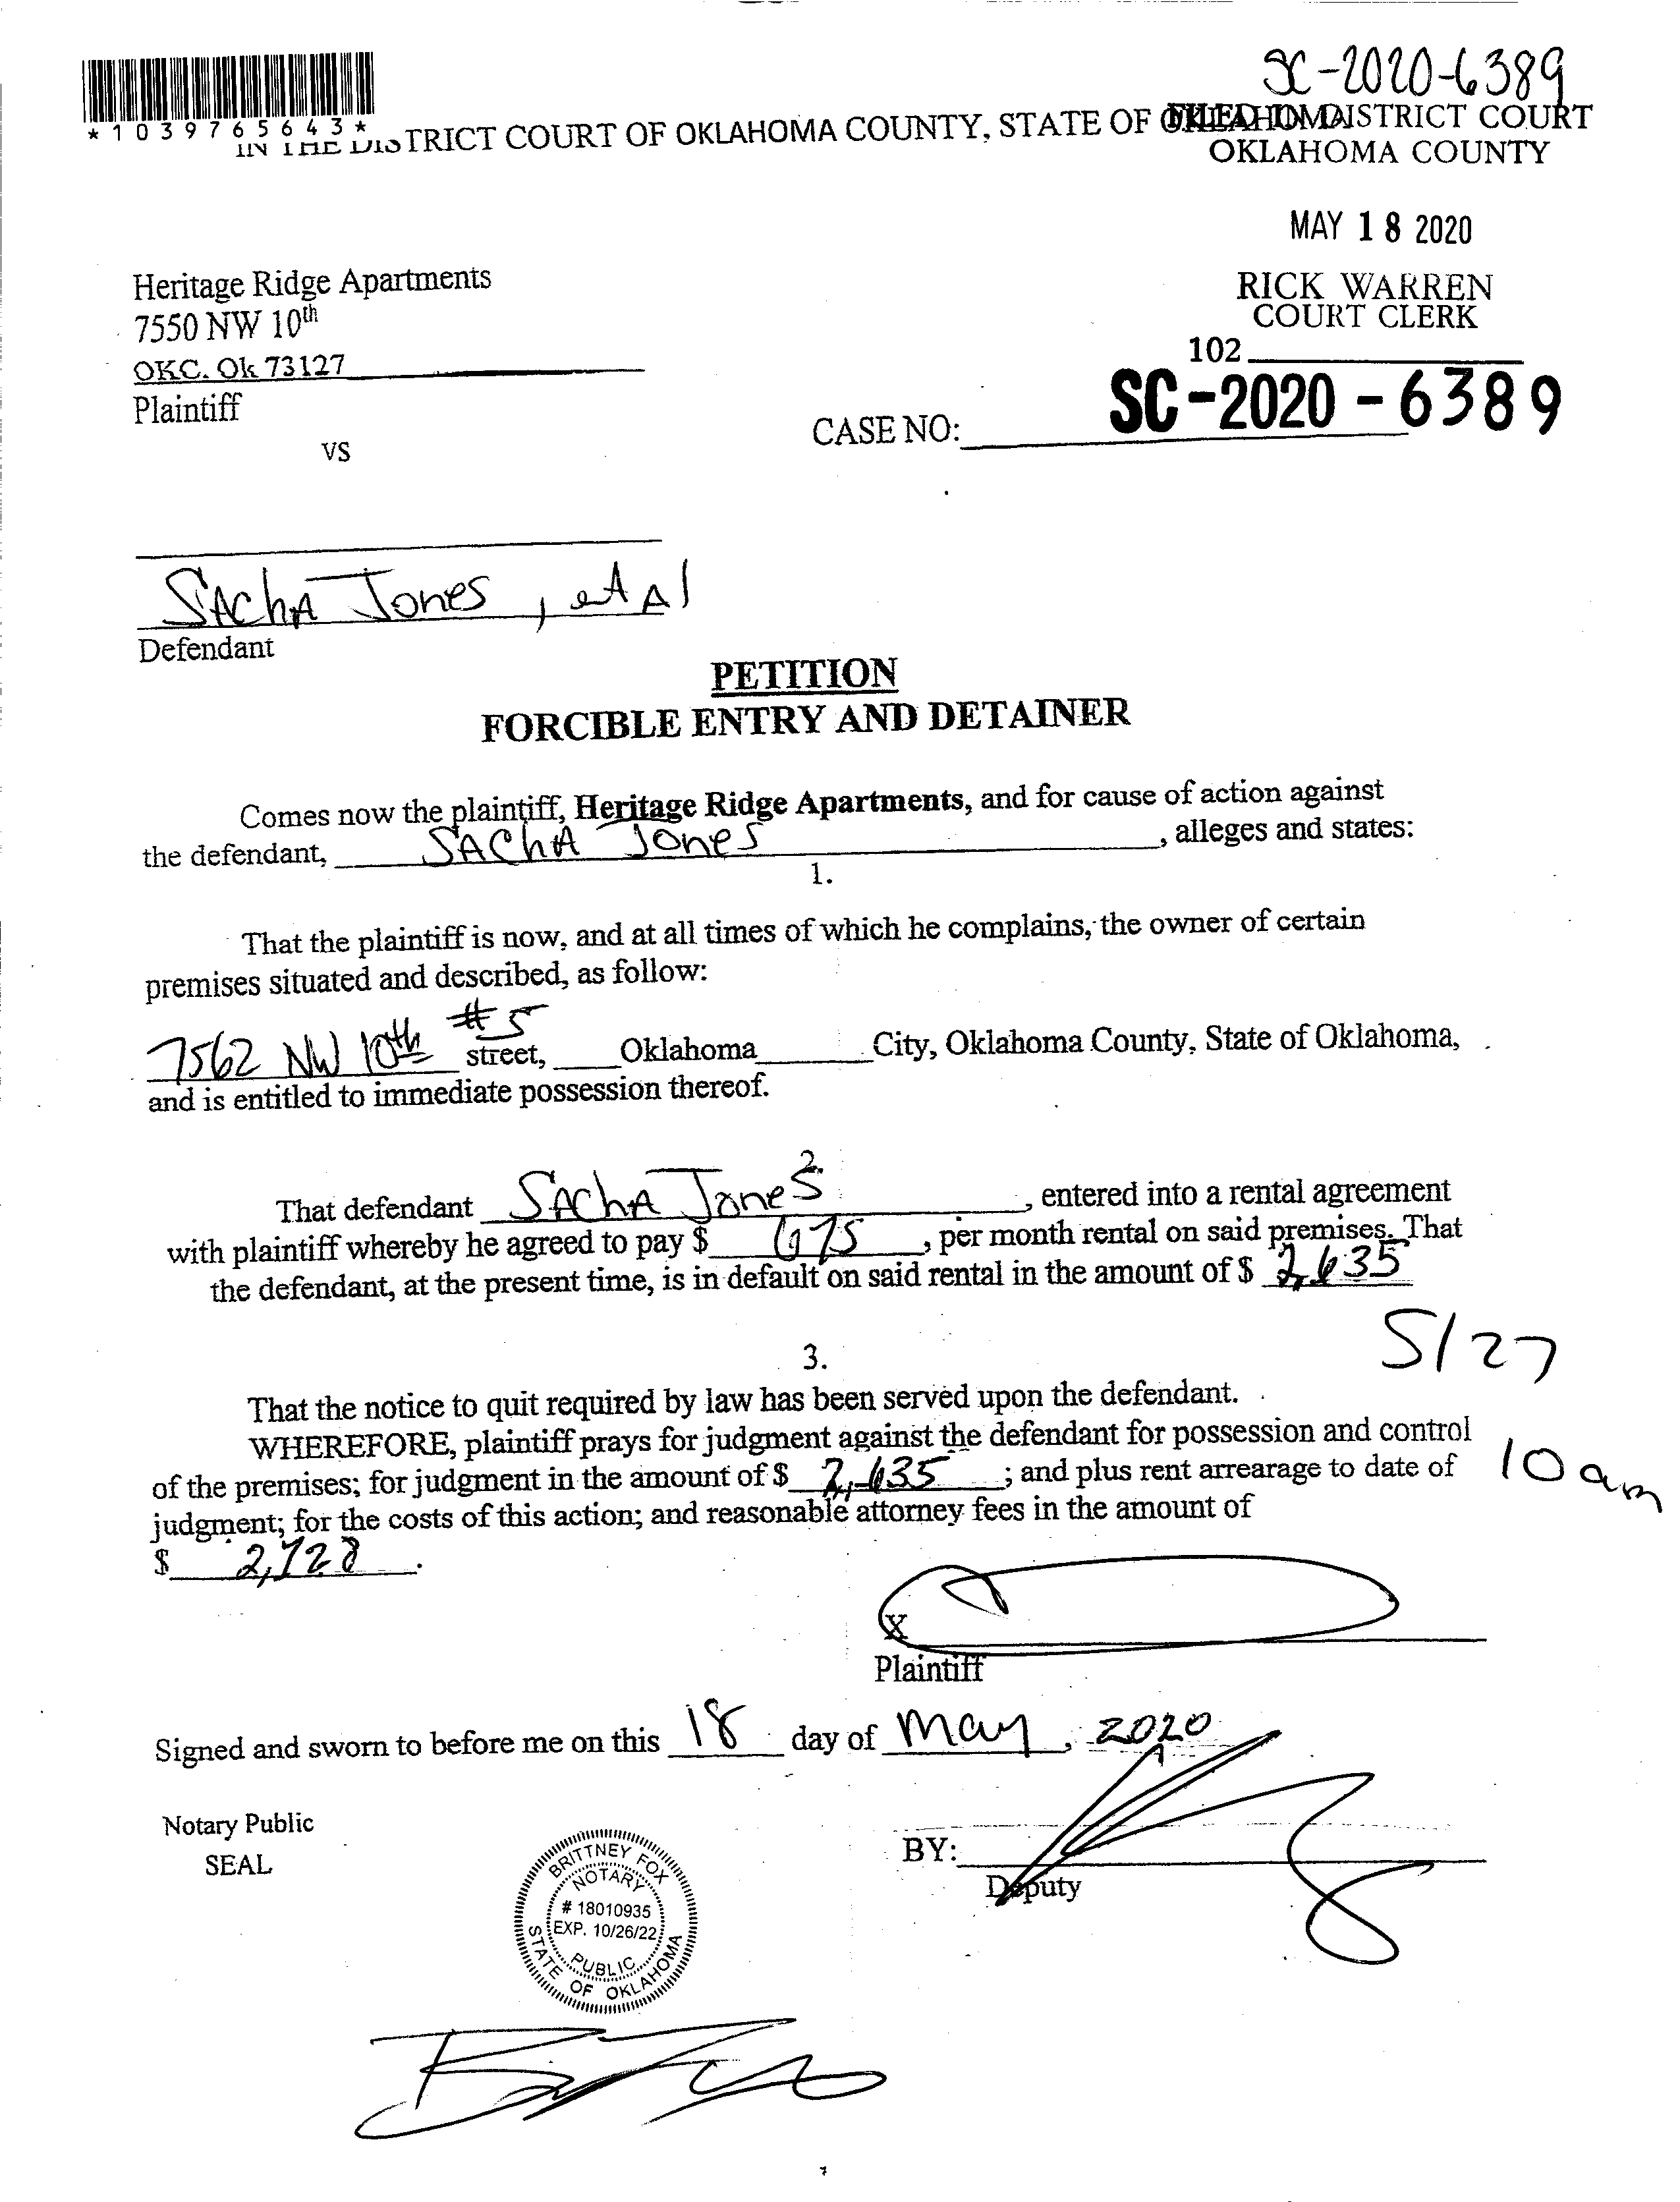 SC-2020-6389
*1039765643*
IN THE DISTRICT COURT OF OKLAHOMA COUNTY, STATE OF OKLAHOMA
FILED IN DISTRICT COURT
OKLAHOMA COUNTY
MAY 18 2020
RICK WARREN
COURT CLERK
102
Heritage Ridge Apartments
7550 NW 10th
OKC. Ok 73127
Plaintiff
VS
CASE NO: SC-2020-6389
SAchA Jones, et Al
Defendant
PETITION
FORCIBLE ENTRY AND DETAINER
Comes now the plaintiff, Heritage Ridge Apartments, and for cause of action against
the defendant, SAChA Jones, alleges and states:
1.
That the plaintiff is now, and at all times of which he complains, the owner of certain
premises situated and described, as follow:
7562 NW 10th #5 street, Oklahoma City, Oklahoma County, State of Oklahoma,
and is entitled to immediate possession thereof.
2.
That defendant SAchA Jones, entered into a rental agreement
with plaintiff whereby he agreed to pay $ 675, per month rental on said premises. That
the defendant, at the present time, is in default on said rental in the amount of $ 2,635
5/27
3.
That the notice to quit required by law has been served upon the defendant.
WHEREFORE, plaintiff prays for judgment against the defendant for possession and control
of the premises; for judgment in the amount of $ 2,635; and plus rent arrearage to date of
10am
judgment; for the costs of this action; and reasonable attorney fees in the amount of
$ 2,728.
X
Plaintiff
Signed and sworn to before me on this 18 day of May, 2020
Notary Public
SEAL
BRITTNEY FOX
NOTARY
# 18010935
EXP. 10/26/22
PUBLIC
STATE OF OKLAHOMA
BY:
Deputy